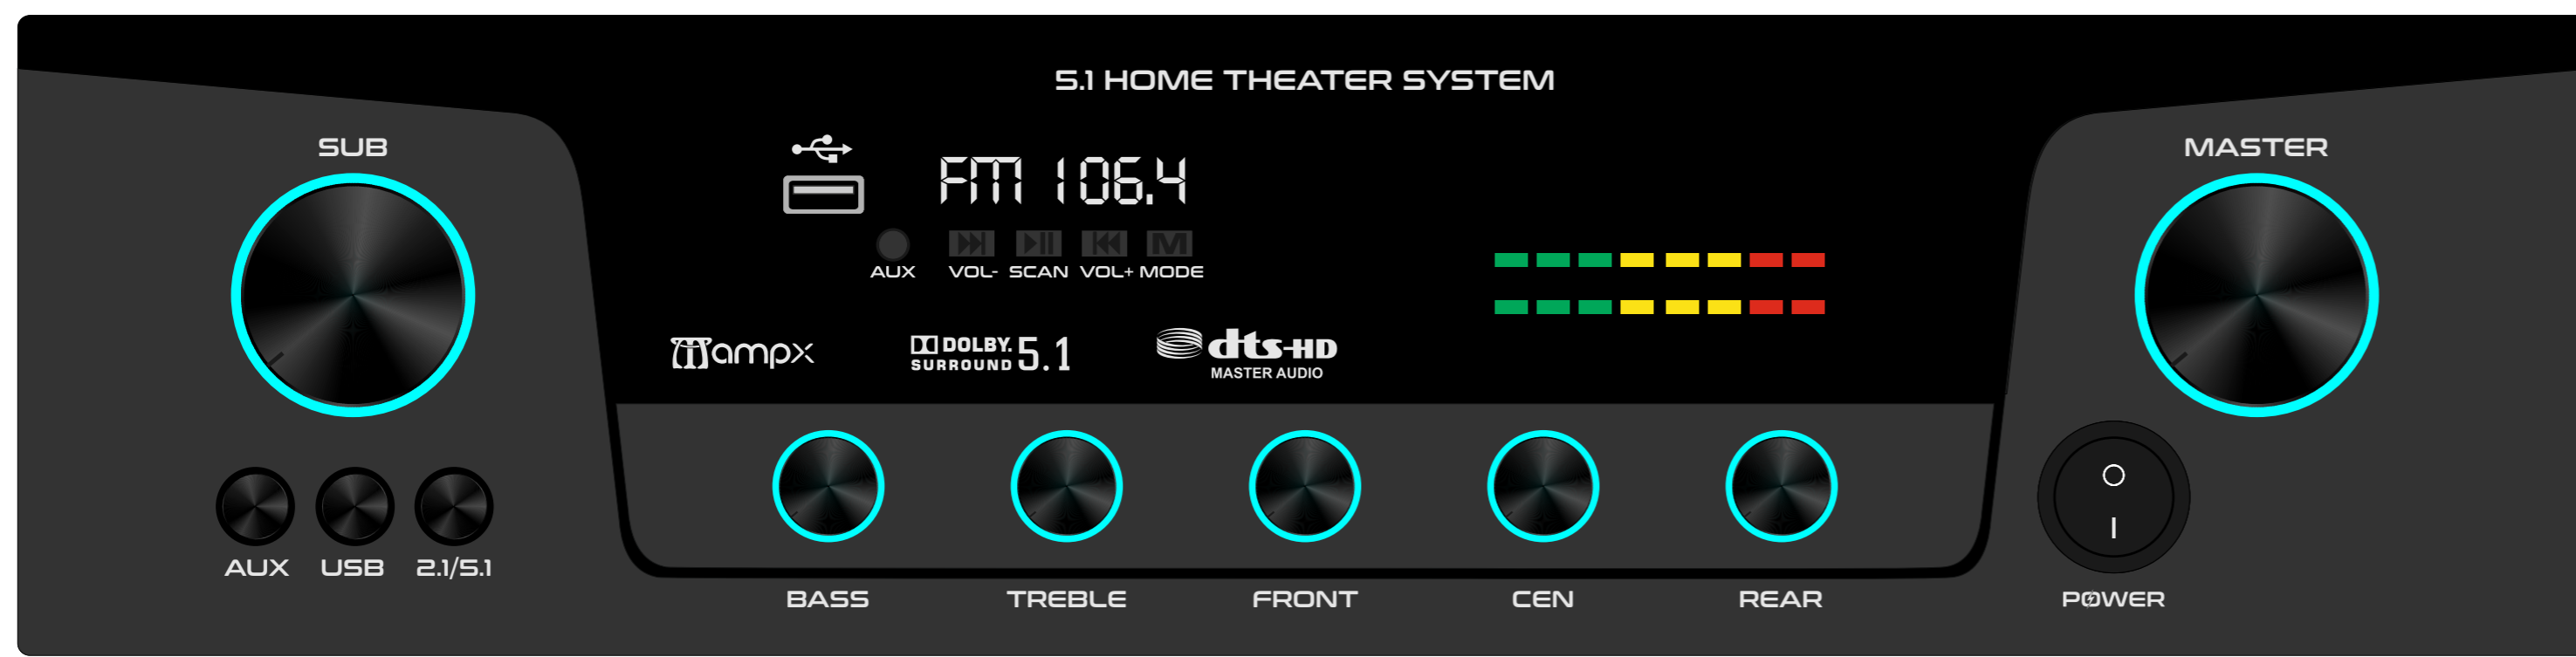 5.1 HOME THEATER SYSTEM
SUB
MASTER
FM 106.4
M
AUX VOL- SCAN VOL+ MODE
ampx
DOLBY.
SURROUND 5.1
dts-HD
MASTER AUDIO
AUX USB 2.1/5.1
BASS TREBLE FRONT CEN REAR POWER